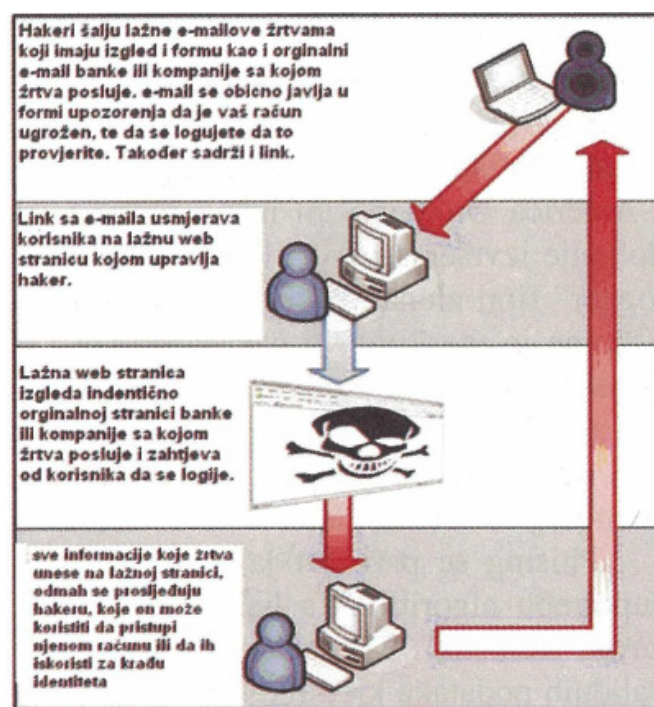 Hakeri šalju lažne e-mailove žrtvama
koji imaju izgled i formu kao i orginalni
e-mail banke ili kompanije sa kojom
žrtva posluje. e-mail se obicno javlja u
formi upozorenja da je vaš račun
ugrožen, te da se logujete da to
provjerite. Također sadrži i link.
Link sa e-maila usmjerava
korisnika na lažnu web
stranicu kojom upravlja
haker.
Lažna web stranica
izgleda indentično
orginalnoj stranici banke
ili kompanije sa kojom
žrtva posluje i zahtjeva
od korisnika da se logije.
sve informacije koje žrtva
unese na lažnoj stranici,
odmah se prosljeđuju
hakeru, koje on može
koristiti da pristupi
njenom računu ili da ih
iskoristi za krađu
identiteta